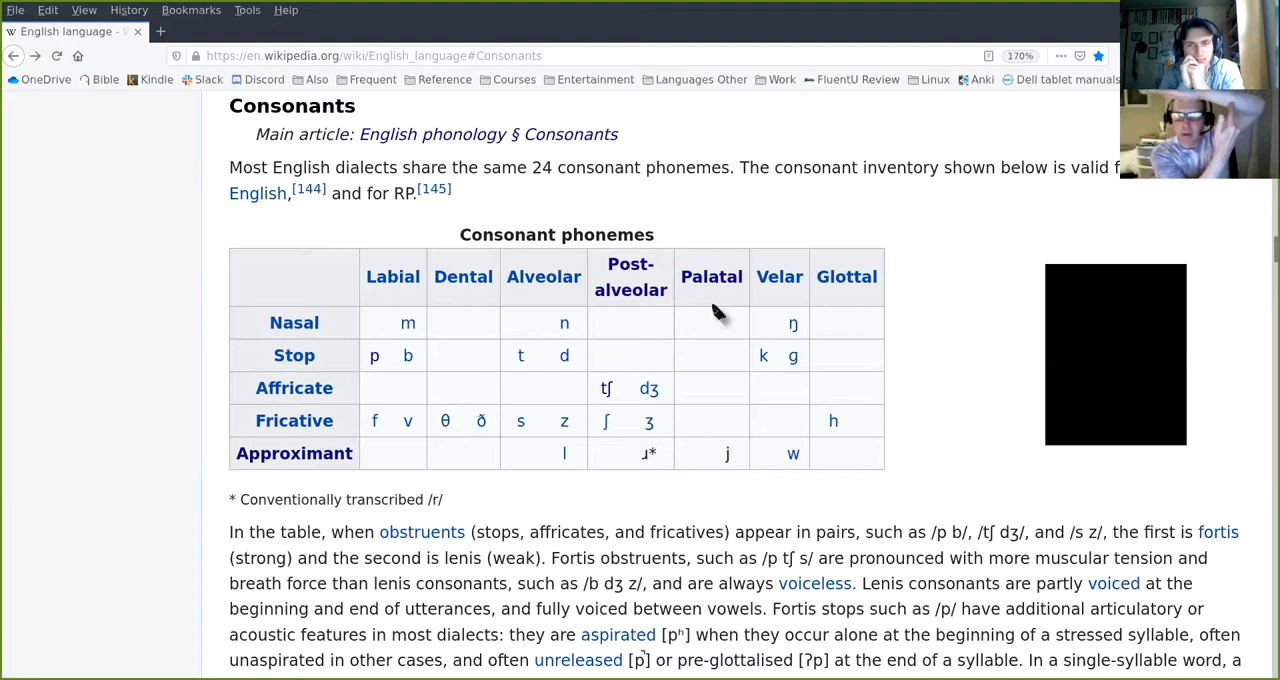 File Edit View History Bookmarks Tools Help
W English language -
https://en.wikipedia.org/wiki/English_language#Consonants 170%
OneDrive Bible Kindle Slack Discord Also Frequent Reference Courses Entertainment Languages Other Work FluentU Review Linux Anki Dell tablet manuals
Consonants
Main article: English phonology § Consonants
Most English dialects share the same 24 consonant phonemes. The consonant inventory shown below is valid f
English,[144] and for RP.[145]
Consonant phonemes
Labial Dental Alveolar Post-alveolar Palatal Velar Glottal
Nasal m n ŋ
Stop p b t d k ɡ
Affricate tʃ dʒ
Fricative f v θ ð s z ʃ ʒ h
Approximant l ɹ* j w
* Conventionally transcribed /r/
In the table, when obstruents (stops, affricates, and fricatives) appear in pairs, such as /p b/, /tʃ dʒ/, and /s z/, the first is fortis
(strong) and the second is lenis (weak). Fortis obstruents, such as /p tʃ s/ are pronounced with more muscular tension and
breath force than lenis consonants, such as /b dʒ z/, and are always voiceless. Lenis consonants are partly voiced at the
beginning and end of utterances, and fully voiced between vowels. Fortis stops such as /p/ have additional articulatory or
acoustic features in most dialects: they are aspirated [pʰ] when they occur alone at the beginning of a stressed syllable, often
unaspirated in other cases, and often unreleased [p̚] or pre-glottalised [ʔp] at the end of a syllable. In a single-syllable word, a